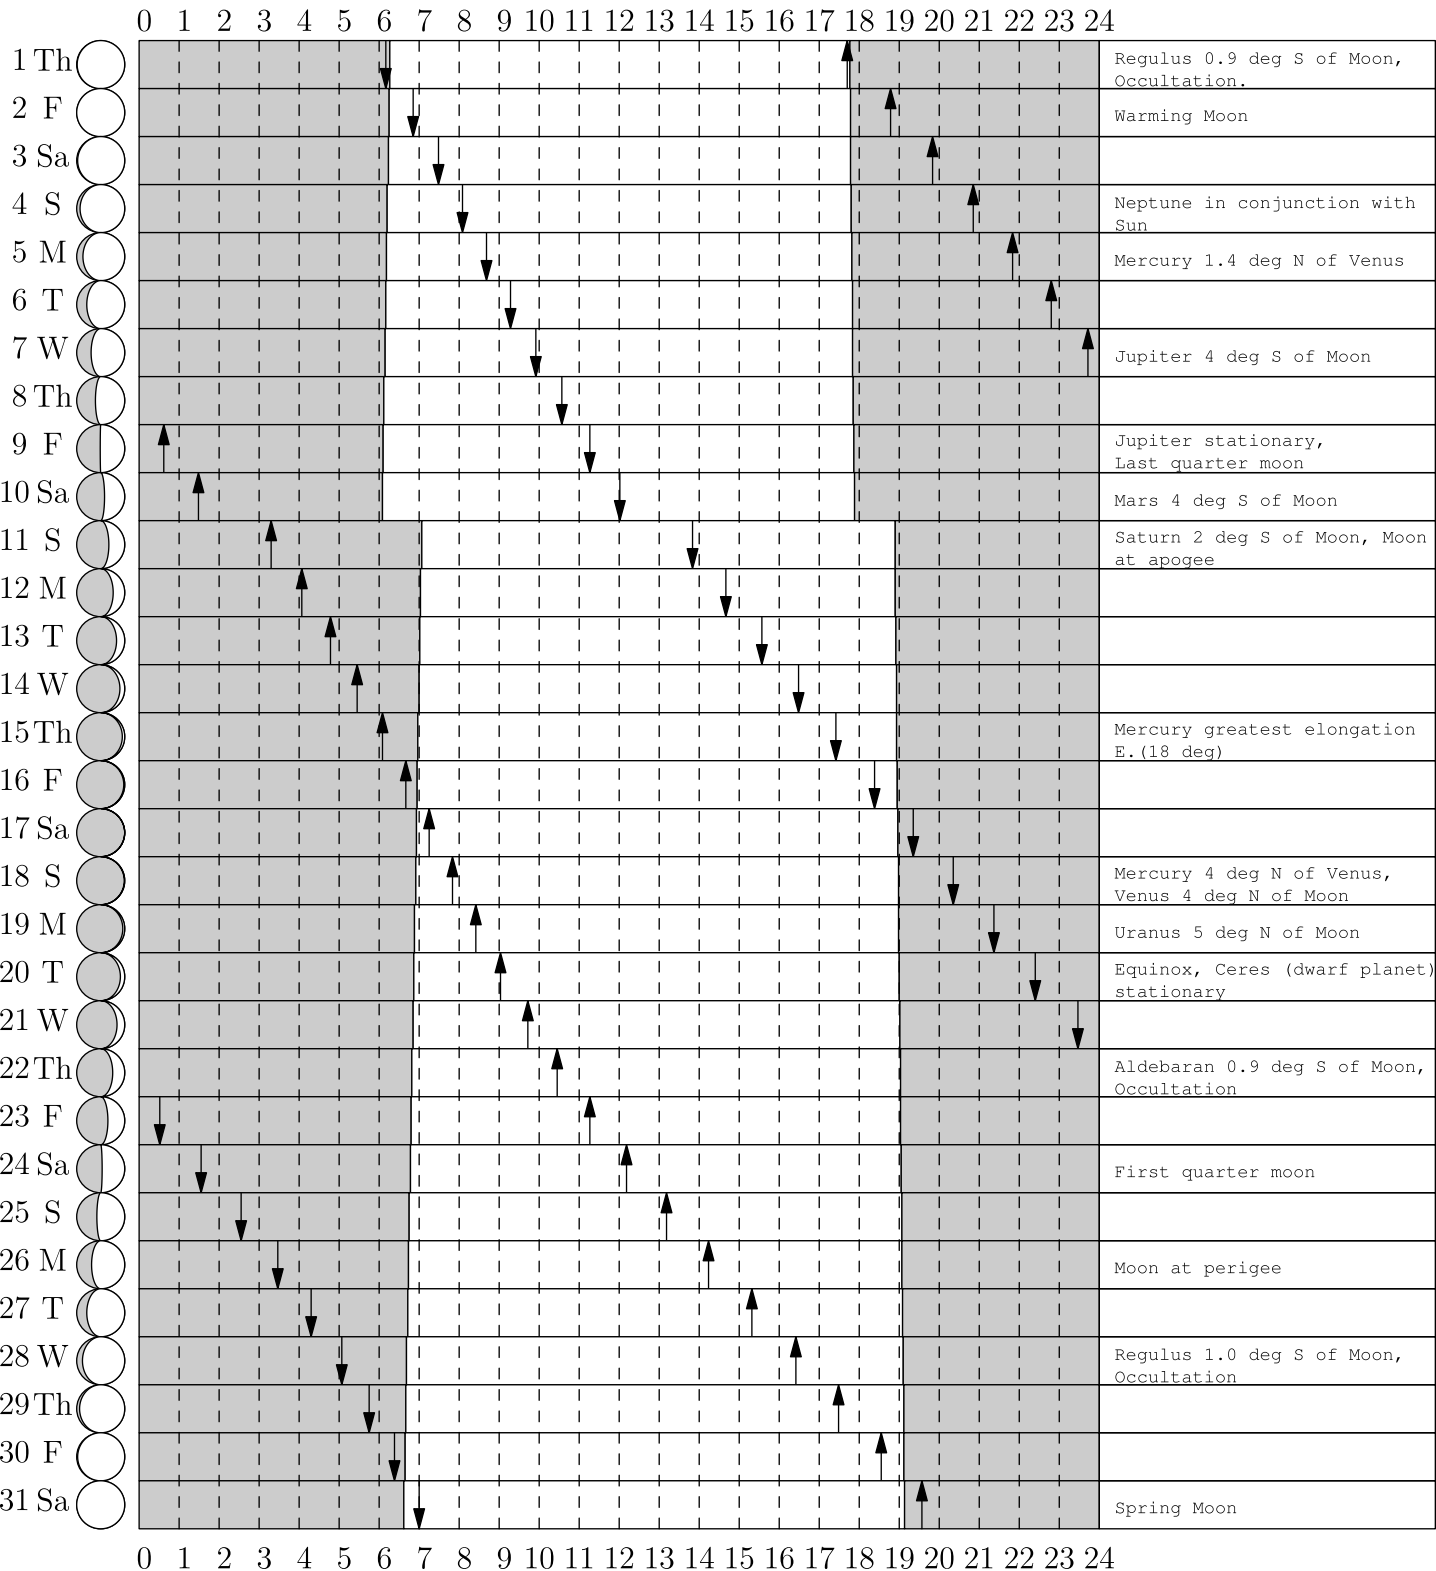 0 1 2 3 4 5 6 7 8 9 10 11 12 13 14 15 16 17 18 19 20 21 22 23 24
1 Th Regulus 0.9 deg S of Moon,
Occultation.
2 F Warming Moon
3 Sa
4 S Neptune in conjunction with
Sun
5 M Mercury 1.4 deg N of Venus
6 T
7 W Jupiter 4 deg S of Moon
8 Th
9 F Jupiter stationary,
Last quarter moon
10 Sa Mars 4 deg S of Moon
11 S Saturn 2 deg S of Moon, Moon
at apogee
12 M
13 T
14 W
15 Th Mercury greatest elongation
E.(18 deg)
16 F
17 Sa
18 S Mercury 4 deg N of Venus,
Venus 4 deg N of Moon
19 M Uranus 5 deg N of Moon
20 T Equinox, Ceres (dwarf planet)
stationary
21 W
22 Th Aldebaran 0.9 deg S of Moon,
Occultation
23 F
24 Sa First quarter moon
25 S
26 M Moon at perigee
27 T
28 W Regulus 1.0 deg S of Moon,
Occultation
29 Th
30 F
31 Sa Spring Moon
0 1 2 3 4 5 6 7 8 9 10 11 12 13 14 15 16 17 18 19 20 21 22 23 24